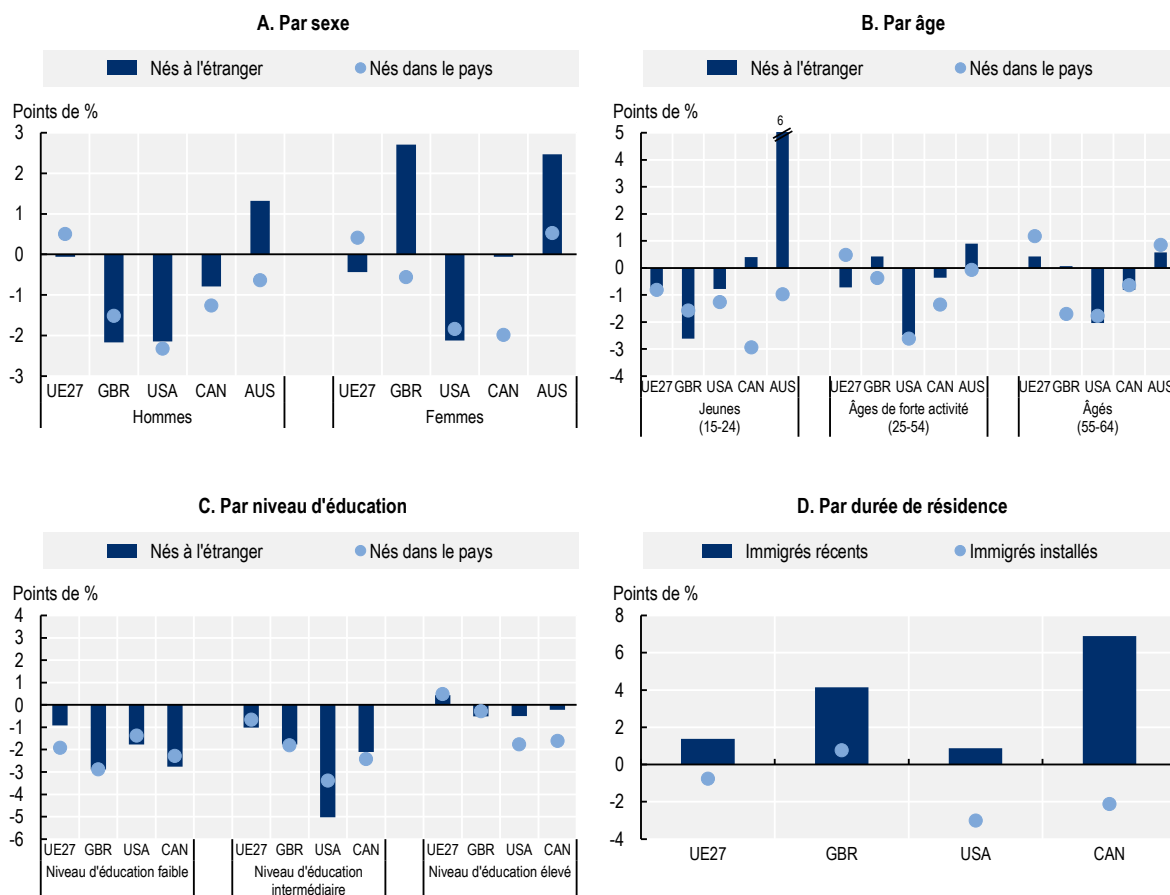 A. Par sexe
Nés à l'étranger Nés dans le pays
Points de %
3
2
1
0
-1
-2
-3
UE27 GBR USA CAN AUS UE27 GBR USA CAN AUS
Hommes Femmes
B. Par âge
Nés à l'étranger Nés dans le pays
Points de %
6
5
4
3
2
1
0
-1
-2
-3
-4
UE27 GBR USA CAN AUS UE27 GBR USA CAN AUS UE27 GBR USA CAN AUS
Jeunes Âges de forte activité Âgés
(15-24) (25-54) (55-64)
C. Par niveau d'éducation
Nés à l'étranger Nés dans le pays
Points de %
4
3
2
1
0
-1
-2
-3
-4
-5
-6
UE27 GBR USA CAN UE27 GBR USA CAN UE27 GBR USA CAN
Niveau d'éducation faible Niveau d'éducation Niveau d'éducation élevé
intermédiaire
D. Par durée de résidence
Immigrés récents Immigrés installés
Points de %
8
6
4
2
0
-2
-4
UE27 GBR USA CAN